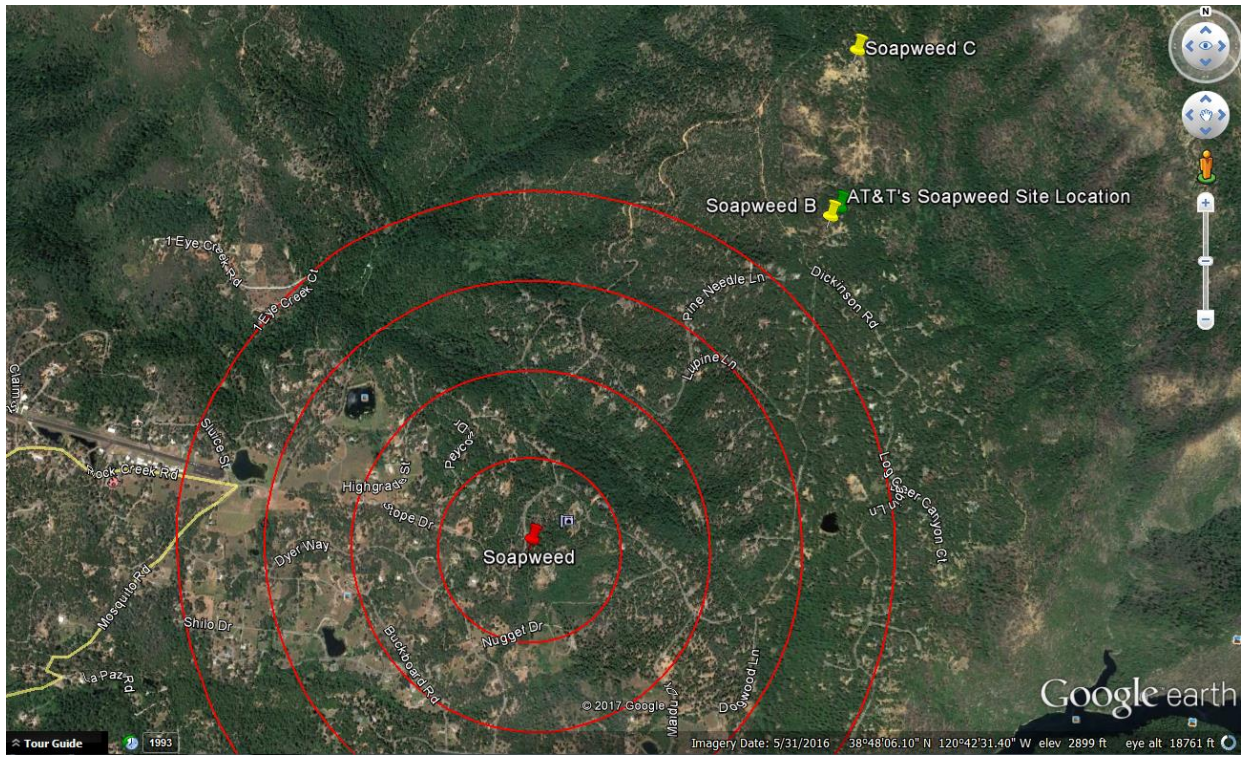 N
Soapweed C
Soapweed B
AT&T's Soapweed Site Location
1 Eye Creek Rd
1 Eye Creek Ct
Pine Needle Ln
Dickinson Rd
Lupine Ln
Sluice St
Rock Creek Rd
Highgrade St
Slope Dr
Dyer Way
Soapweed
Mosquito Rd
Shilo Dr
Nugget Dr
Buckboard Rd
La Paz Rd
Maidu
Dogwood Ln
Canyon Ct
© 2017 Google
Google earth
Tour Guide
1993
Imagery Date: 5/31/2016 38°48'06.10" N 120°42'31.40" W elev 2899 ft eye alt 18761 ft